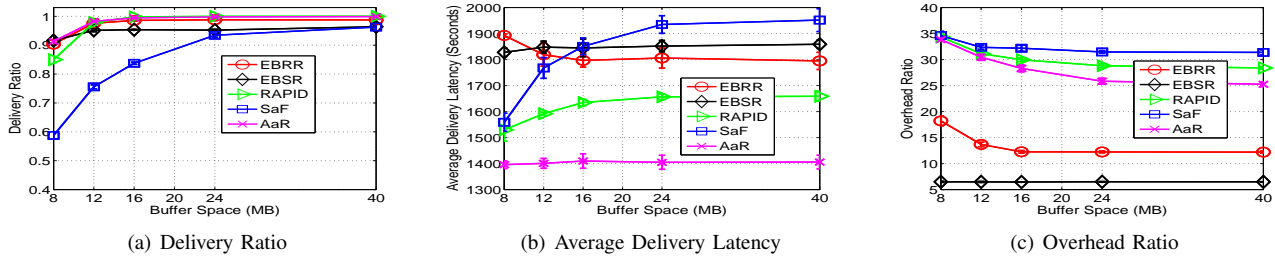 1
0.9
0.8
0.7
0.6
0.5
0.4
Delivery Ratio
EBRR
EBSR
RAPID
SaF
AaR
8 12 16 20 24 40
Buffer Space (MB)
(a) Delivery Ratio
2000
1900
1800
1700
1600
1500
1400
1300
Average Delivery Latency (Seconds)
EBRR
EBSR
RAPID
SaF
AaR
8 12 16 20 24 40
Buffer Space (MB)
(b) Average Delivery Latency
40
35
30
25
20
15
10
5
Overhead Ratio
EBRR
EBSR
RAPID
SaF
AaR
8 12 16 20 24 40
Buffer Space (MB)
(c) Overhead Ratio